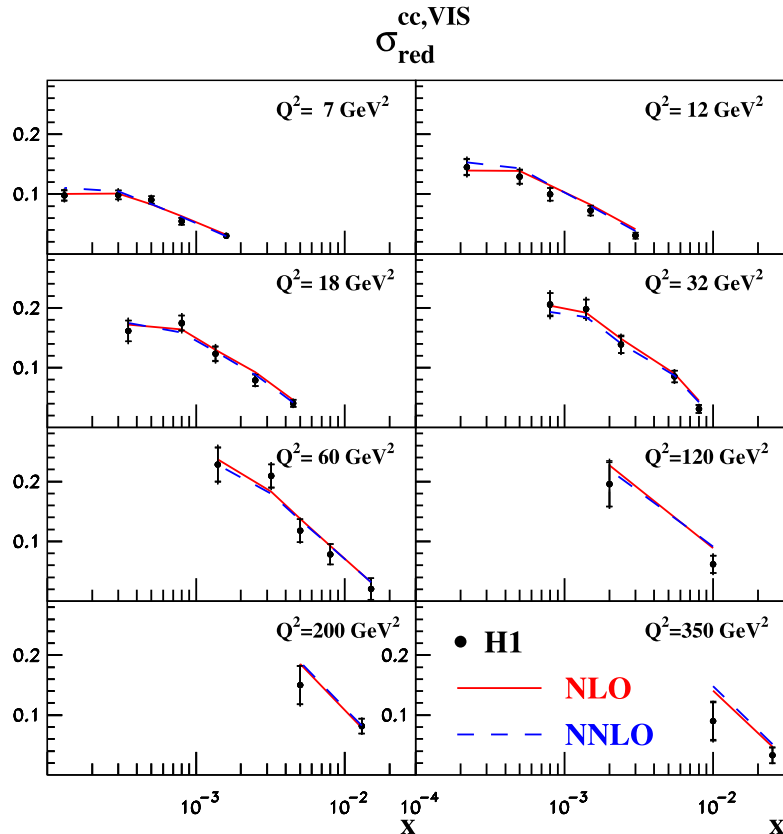 σ_red^cc,VIS
Q²= 7 GeV²
Q²= 12 GeV²
0.2
0.1
Q²= 18 GeV²
Q²= 32 GeV²
0.2
0.1
Q²= 60 GeV²
Q²=120 GeV²
0.2
0.1
Q²=200 GeV²
H1
Q²=350 GeV²
0.2
0.2
NLO
0.1
0.1
NNLO
10⁻³
10⁻²
10⁻⁴
10⁻³
10⁻²
x
x